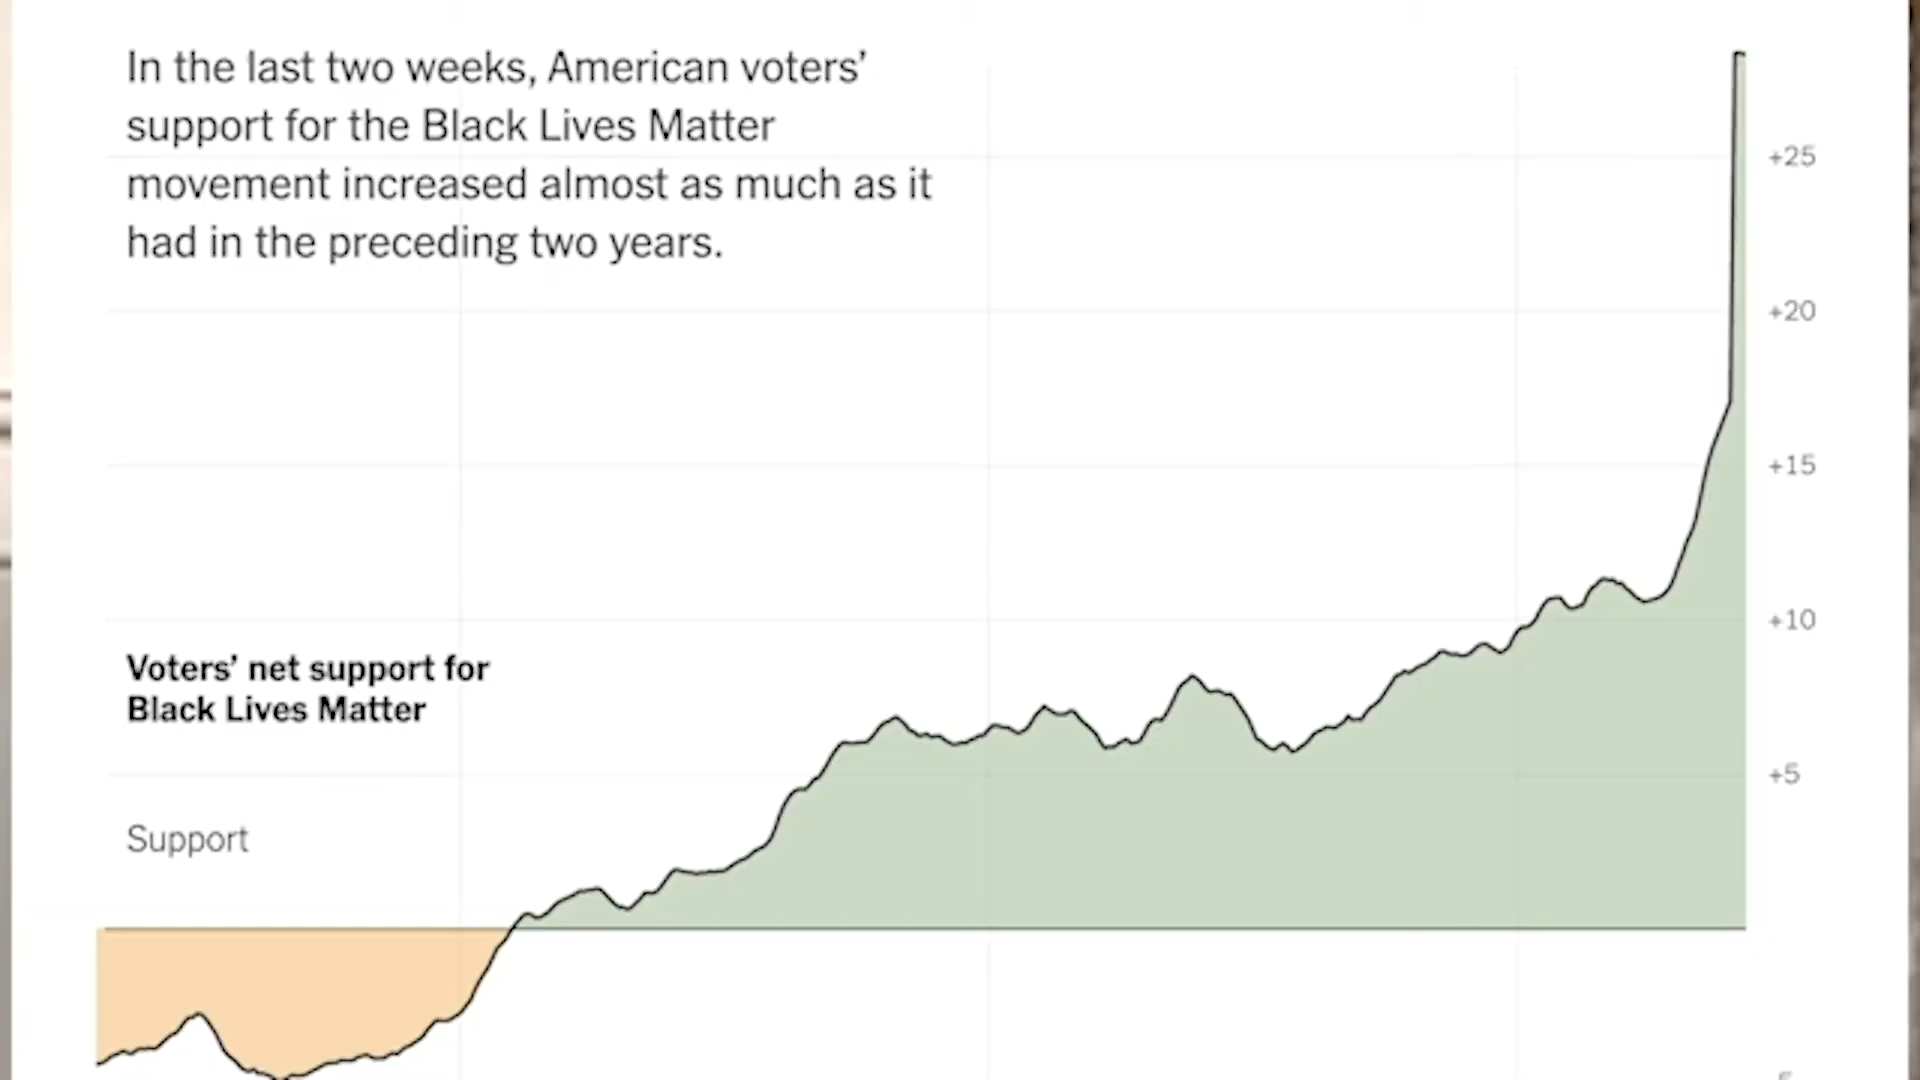 In the last two weeks, American voters’
support for the Black Lives Matter
movement increased almost as much as it
had in the preceding two years.
+25
+20
+15
+10
Voters’ net support for
Black Lives Matter
+5
Support